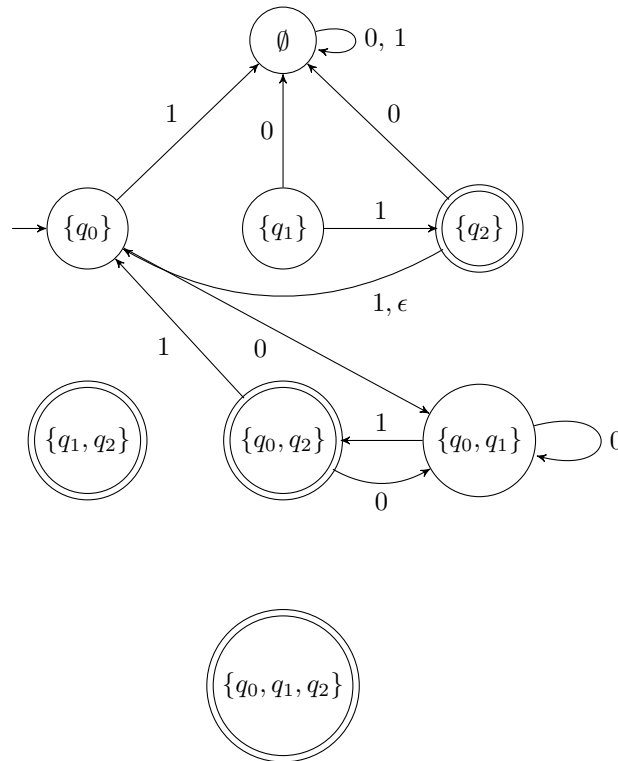 ∅
0, 1
1
0
0
{q₀}
{q₁}
1
{q₂}
1, ϵ
1
0
{q₁, q₂}
{q₀, q₂}
1
{q₀, q₁}
0
0
{q₀, q₁, q₂}